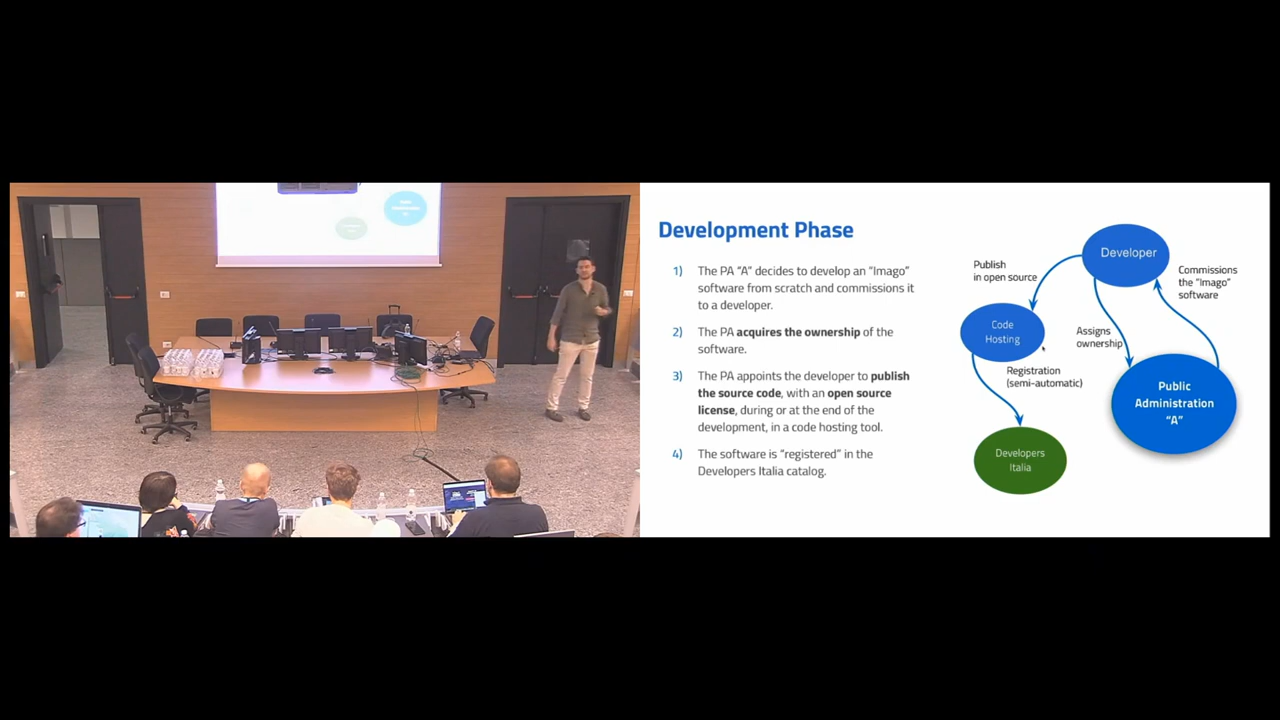 Development Phase
1) The PA “A” decides to develop an “Imago”
software from scratch and commissions it
to a developer.
2) The PA acquires the ownership of the
software.
3) The PA appoints the developer to publish
the source code, with an open source
license, during or at the end of the
development, in a code hosting tool.
4) The software is “registered” in the
Developers Italia catalog.
Developer
Publish
in open source
Commissions
the “Imago”
software
Code
Hosting
Assigns
ownership
Registration
(semi-automatic)
Public
Administration
“A”
Developers
Italia